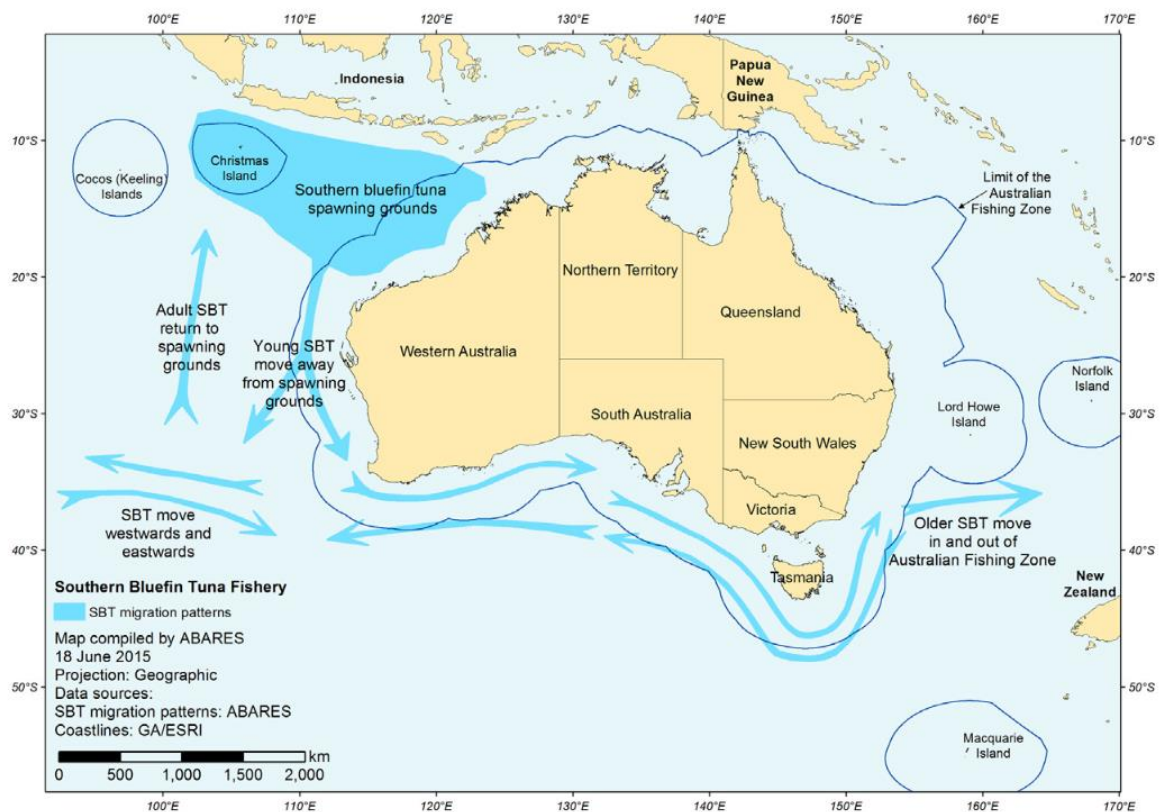 100°E 110°E 120°E 130°E 140°E 150°E 160°E 170°E
Indonesia
Papua
New
Guinea
10°S
10°S
Christmas
Island
Cocos (Keeling)
Islands
Southern bluefin tuna
spawning grounds
Limit of the
Australian
Fishing Zone
20°S
20°S
Northern Territory
Queensland
Adult SBT
return to
spawning
grounds
Young SBT
move away
from spawning
grounds
Western Australia
South Australia
New South Wales
Lord Howe
Island
Norfolk
Island
30°S
30°S
SBT move
westwards and
eastwards
Victoria
Tasmania
Older SBT move
in and out of
Australian Fishing Zone
40°S
40°S
New
Zealand
Southern Bluefin Tuna Fishery
SBT migration patterns
Map compiled by ABARES
18 June 2015
Projection: Geographic
Data sources:
SBT migration patterns: ABARES
Coastlines: GA/ESRI
50°S
50°S
Macquarie
Island
km
0 500 1,000 1,500 2,000
100°E 110°E 120°E 130°E 140°E 150°E 160°E 170°E